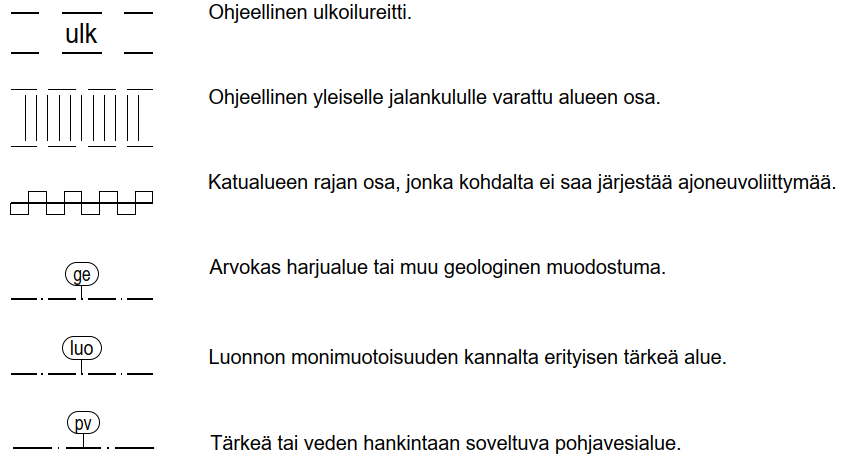 Ohjeellinen ulkoilureitti.
ulk
Ohjeellinen yleiselle jalankululle varattu alueen osa.
Katualueen rajan osa, jonka kohdalta ei saa järjestää ajoneuvoliittymää.
ge
Arvokas harjualue tai muu geologinen muodostuma.
luo
Luonnon monimuotoisuuden kannalta erityisen tärkeä alue.
pv
Tärkeä tai veden hankintaan soveltuva pohjavesialue.